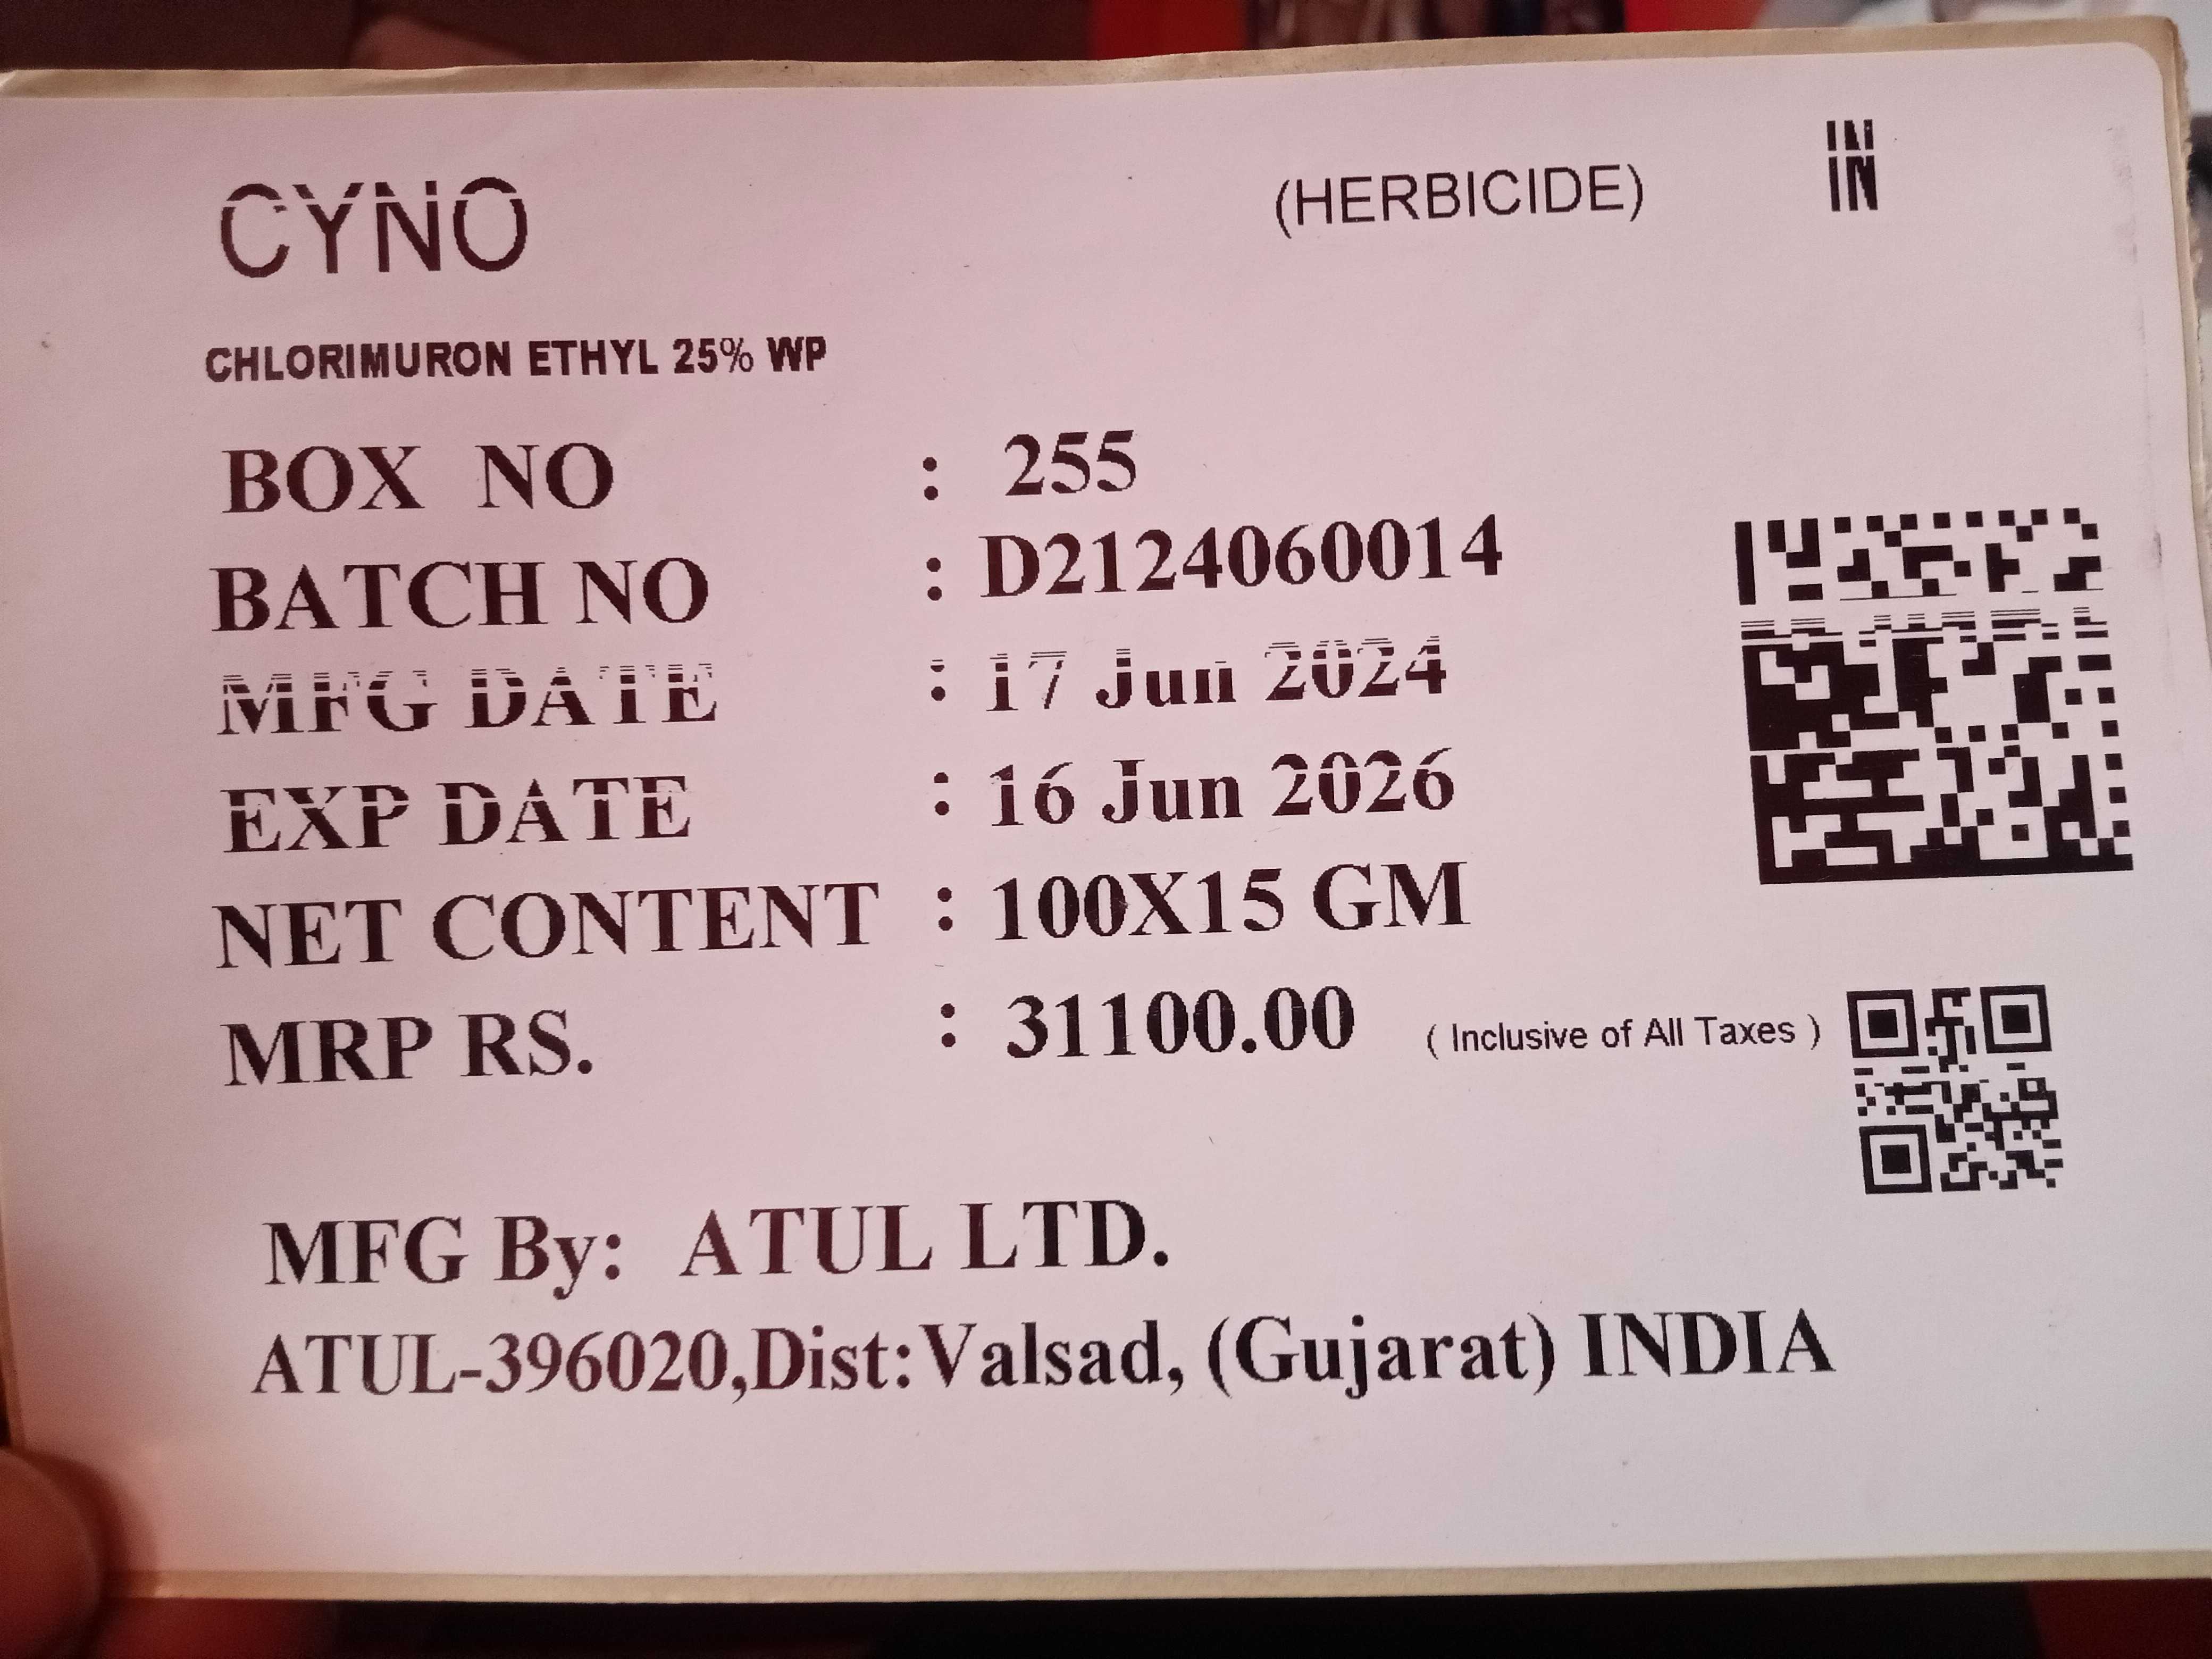 CYNO (HERBICIDE) IN
CHLORIMURON ETHYL 25% WP
BOX NO : 255
BATCH NO : D2124060014
MFG DATE : 17 Jun 2024
EXP DATE : 16 Jun 2026
NET CONTENT : 100X15 GM
MRP RS. : 31100.00 ( Inclusive of All Taxes )
MFG By: ATUL LTD.
ATUL-396020,Dist:Valsad, (Gujarat) INDIA